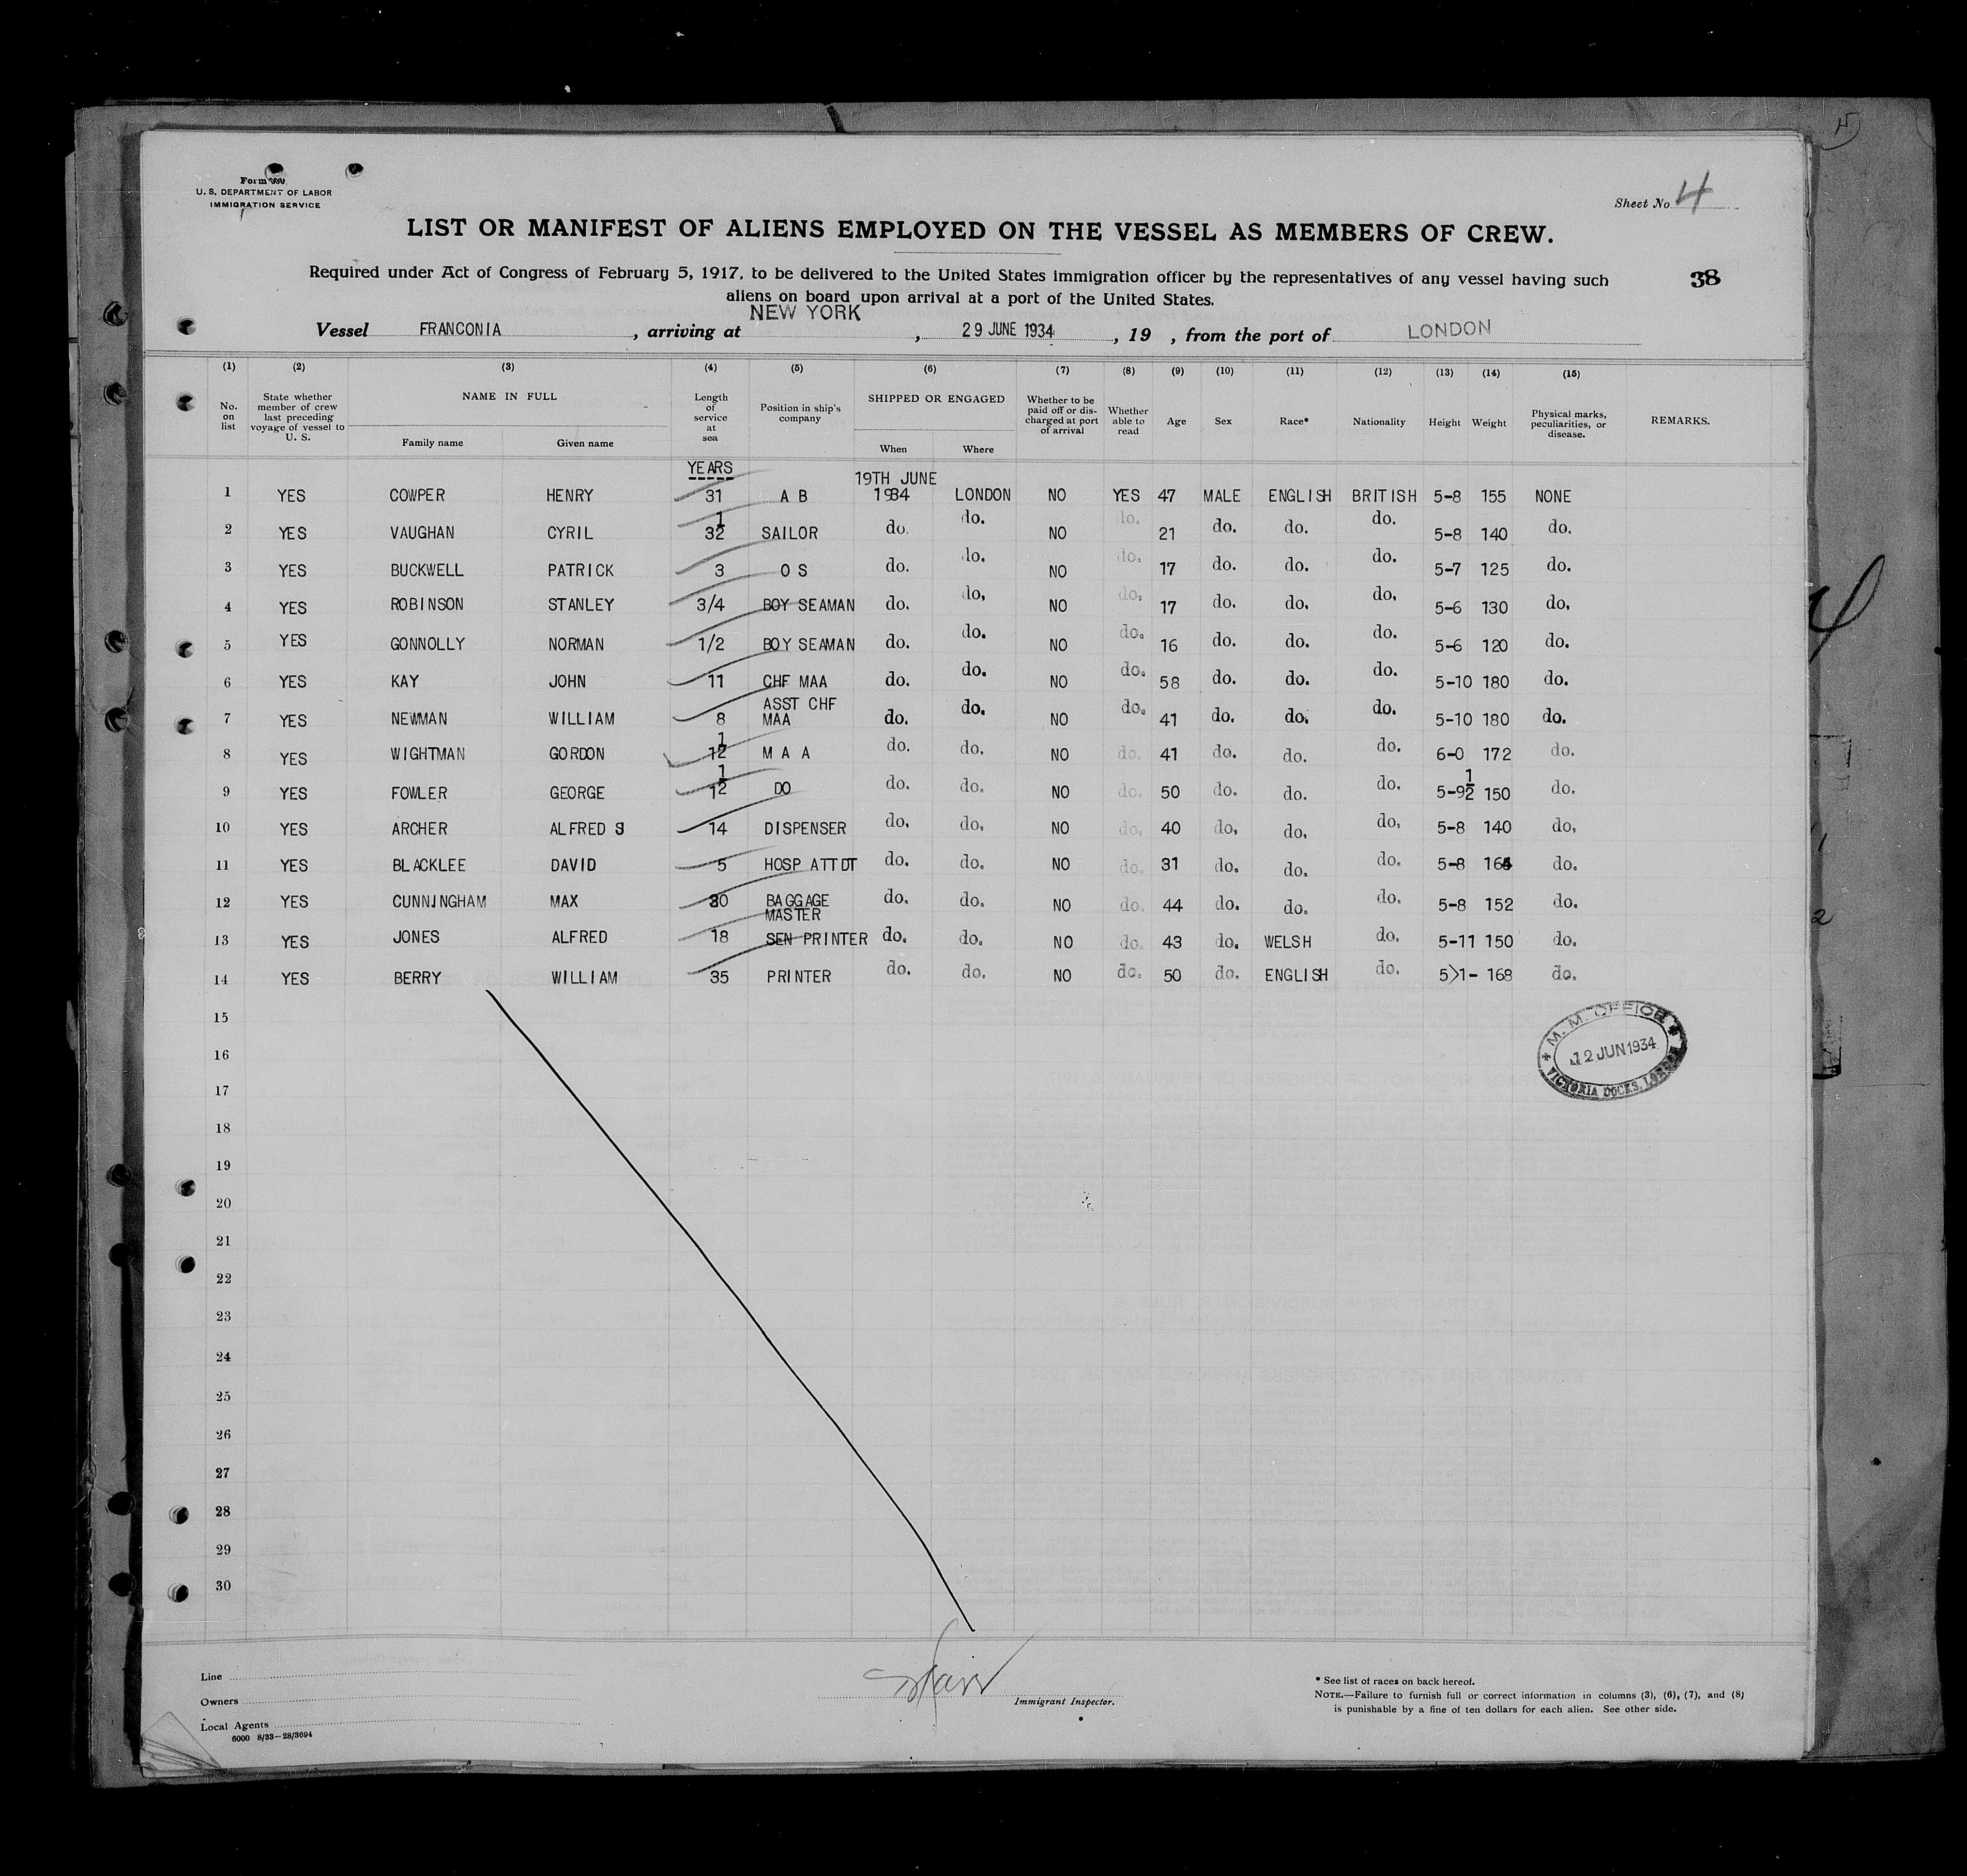 Form
U. S. DEPARTMENT OF LABOR
IMMIGRATION SERVICE
Sheet No. 4
LIST OR MANIFEST OF ALIENS EMPLOYED ON THE VESSEL AS MEMBERS OF CREW.
Required under Act of Congress of February 5, 1917, to be delivered to the United States immigration officer by the representatives of any vessel having such
38
aliens on board upon arrival at a port of the United States.
Vessel FRANCONIA , arriving at NEW YORK , 29 JUNE 1934 , 19 , from the port of LONDON
(1) (2) (3) (4) (5) (6) (7) (8) (9) (10) (11) (12) (13) (14) (15)
No. on list
State whether member of crew last preceding voyage of vessel to U. S.
NAME IN FULL
Family name
Given name
Length of service at sea
Position in ship's company
SHIPPED OR ENGAGED
When
Where
Whether to be paid off or discharged at port of arrival
Whether able to read
Age
Sex
Race*
Nationality
Height
Weight
Physical marks, peculiarities, or disease.
REMARKS.
YEARS
1 YES COWPER HENRY 31 A B 19TH JUNE 1934 LONDON NO YES 47 MALE ENGLISH BRITISH 5-8 155 NONE
2 YES VAUGHAN CYRIL 3 1/2 SAILOR do. do. NO do. 21 do. do. do. 5-8 140 do.
3 YES BUCKWELL PATRICK 3 O S do. do. NO do. 17 do. do. do. 5-7 125 do.
4 YES ROBINSON STANLEY 3/4 BOY SEAMAN do. do. NO do. 17 do. do. do. 5-6 130 do.
5 YES GONNOLLY NORMAN 1/2 BOY SEAMAN do. do. NO do. 16 do. do. do. 5-6 120 do.
6 YES KAY JOHN 11 CHF MAA do. do. NO do. 58 do. do. do. 5-10 180 do.
7 YES NEWMAN WILLIAM 8 ASST CHF MAA do. do. NO do. 41 do. do. do. 5-10 180 do.
8 YES WIGHTMAN GORDON 1 1/2 M A A do. do. NO do. 41 do. do. do. 6-0 172 do.
9 YES FOWLER GEORGE 1 1/2 DO do. do. NO do. 50 do. do. do. 5-9 1/2 150 do.
10 YES ARCHER ALFRED S 14 DISPENSER do. do. NO do. 40 do. do. do. 5-8 140 do.
11 YES BLACKLEE DAVID 5 HOSP ATTDT do. do. NO do. 31 do. do. do. 5-8 do.
12 YES CUNNINGHAM MAX 30 BAGGAGE MASTER do. do. NO do. 44 do. do. do. 5-8 152 do.
13 YES JONES ALFRED 18 SEN PRINTER do. do. NO do. 43 do. WELSH do. 5-11 150 do.
14 YES BERRY WILLIAM 35 PRINTER do. do. NO do. 50 do. ENGLISH do. 168 do.
15
16
17
18
19
20
21
22
23
24
25
26
27
28
29
30
M. M. OFFICE
12 JUN 1934
VICTORIA DOCKS, LONDON
Line
Owners
Local Agents
6000 8/33—28/3694
Immigrant Inspector.
* See list of races on back hereof.
NOTE.—Failure to furnish full or correct information in columns (3), (6), (7), and (8)
is punishable by a fine of ten dollars for each alien. See other side.